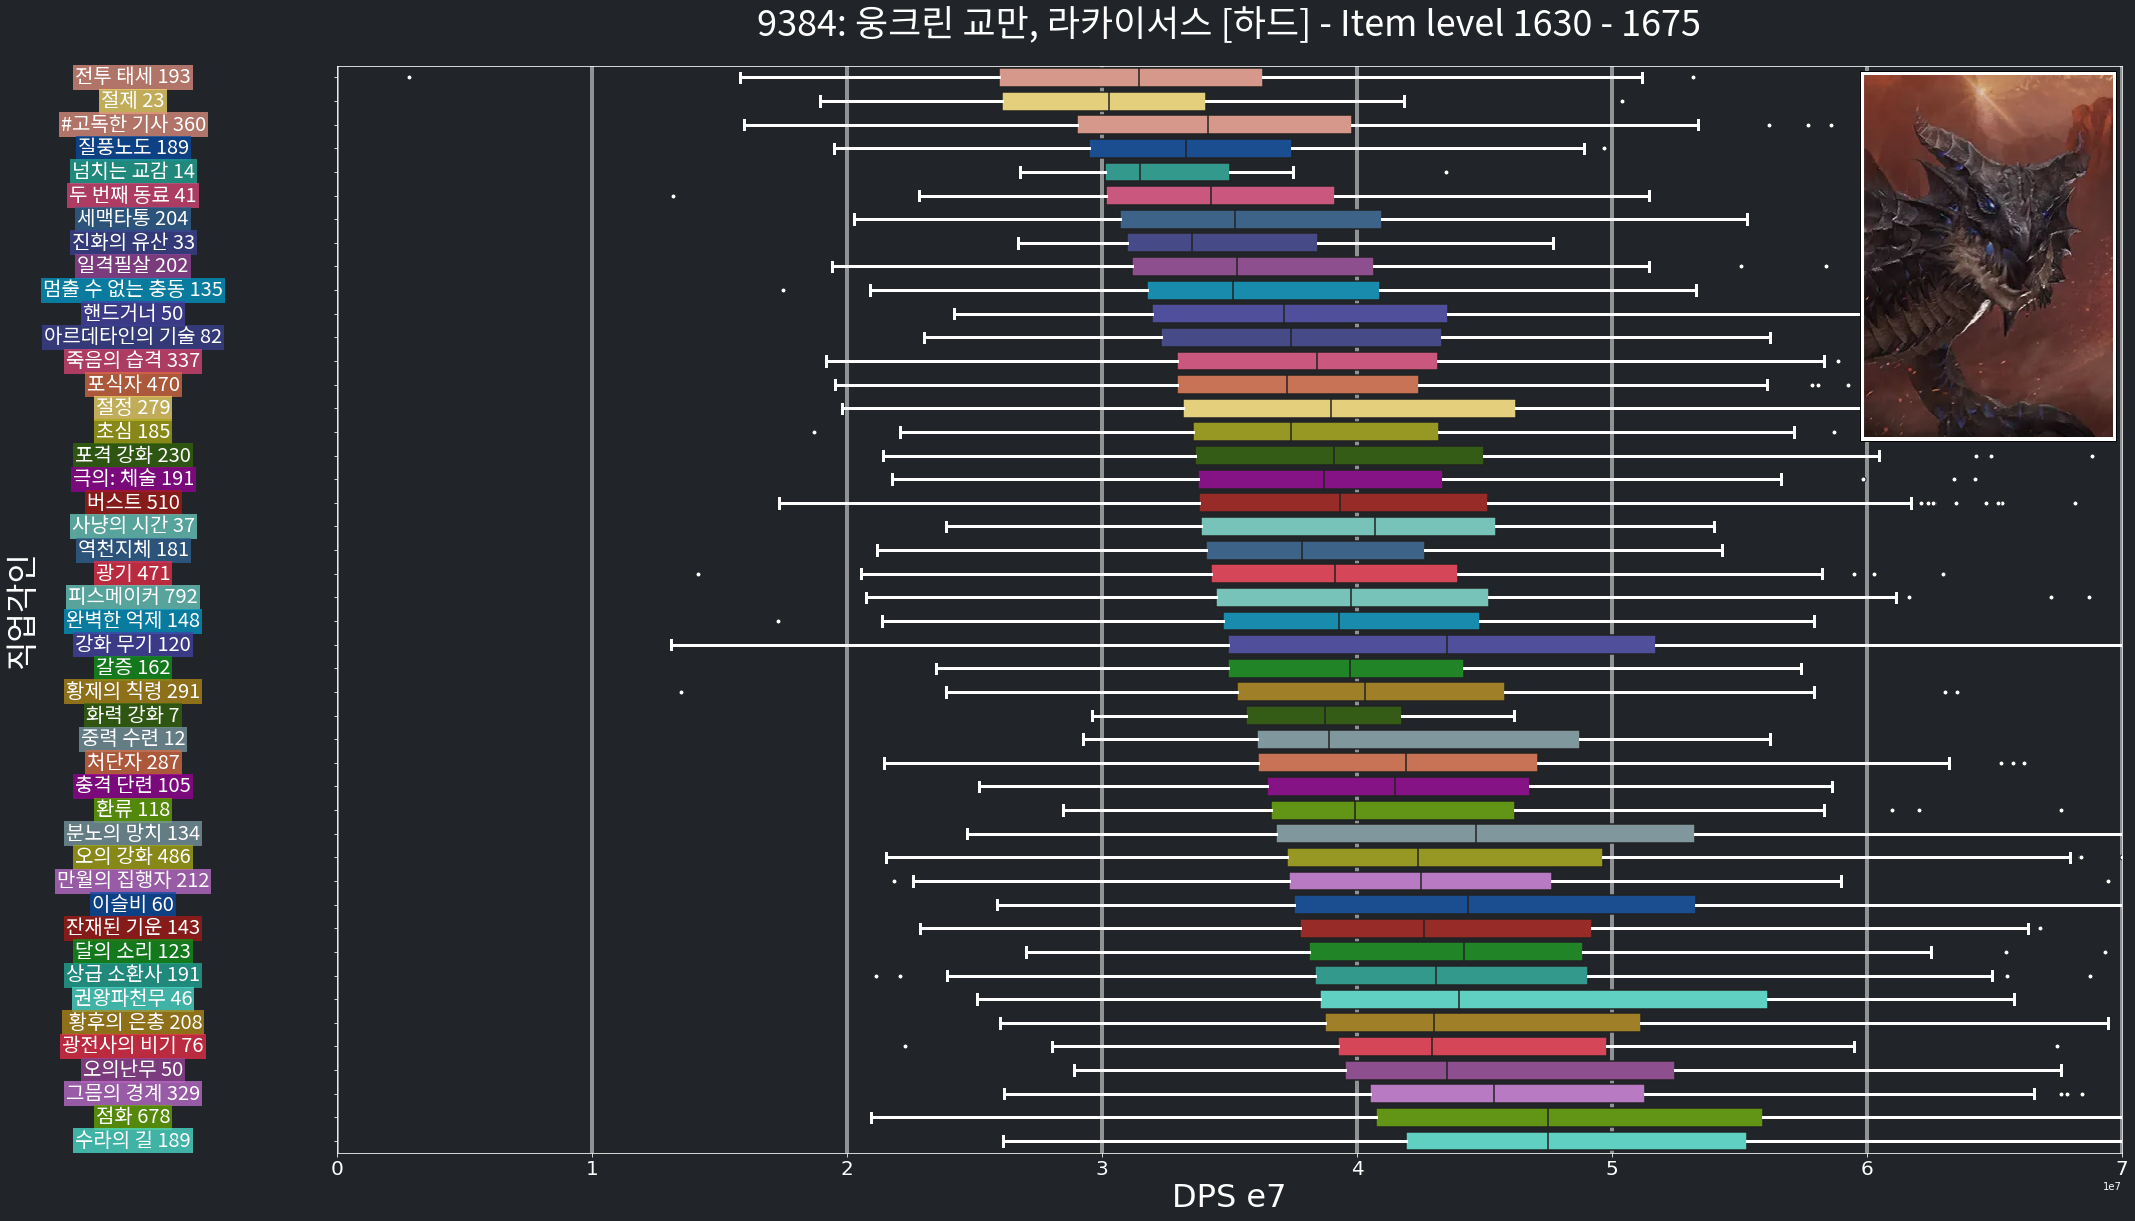 9384: 웅크린 교만, 라카이서스 [하드] - Item level 1630 - 1675
전투 태세 193
절제 23
#고독한 기사 360
질풍노도 189
넘치는 교감 14
두 번째 동료 41
세맥타통 204
진화의 유산 33
일격필살 202
멈출 수 없는 충동 135
핸드거너 50
아르데타인의 기술 82
죽음의 습격 337
포식자 470
절정 279
초심 185
포격 강화 230
극의: 체술 191
버스트 510
사냥의 시간 37
역천지체 181
광기 471
피스메이커 792
완벽한 억제 148
강화 무기 120
갈증 162
황제의 칙령 291
화력 강화 7
중력 수련 12
처단자 287
충격 단련 105
환류 118
분노의 망치 134
오의 강화 486
만월의 집행자 212
이슬비 60
잔재된 기운 143
달의 소리 123
상급 소환사 191
권왕파천무 46
황후의 은총 208
광전사의 비기 76
오의난무 50
그믐의 경계 329
점화 678
수라의 길 189
직업각인
0 1 2 3 4 5 6 7
1e7
DPS e7